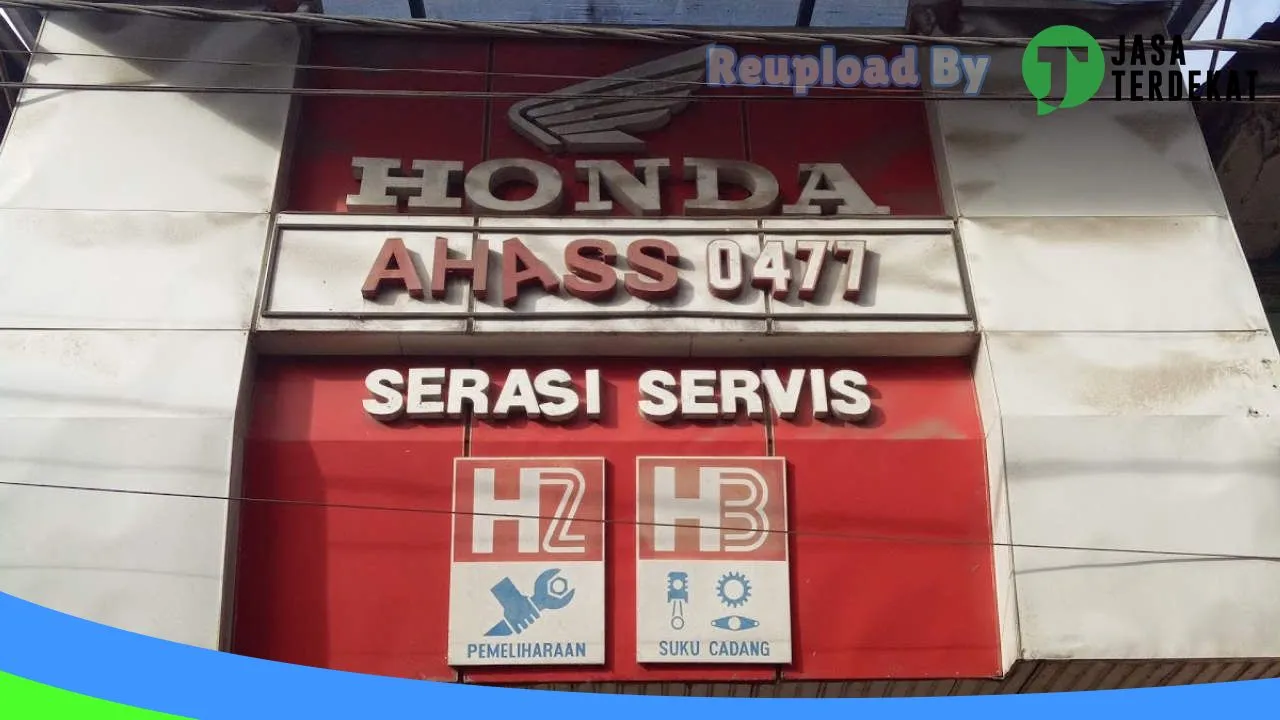 Reupload By
JASA
TERDEKAT
HONDA
AHASS 0477
SERASI SERVIS
H2
H3
PEMELIHARAAN
SUKU CADANG